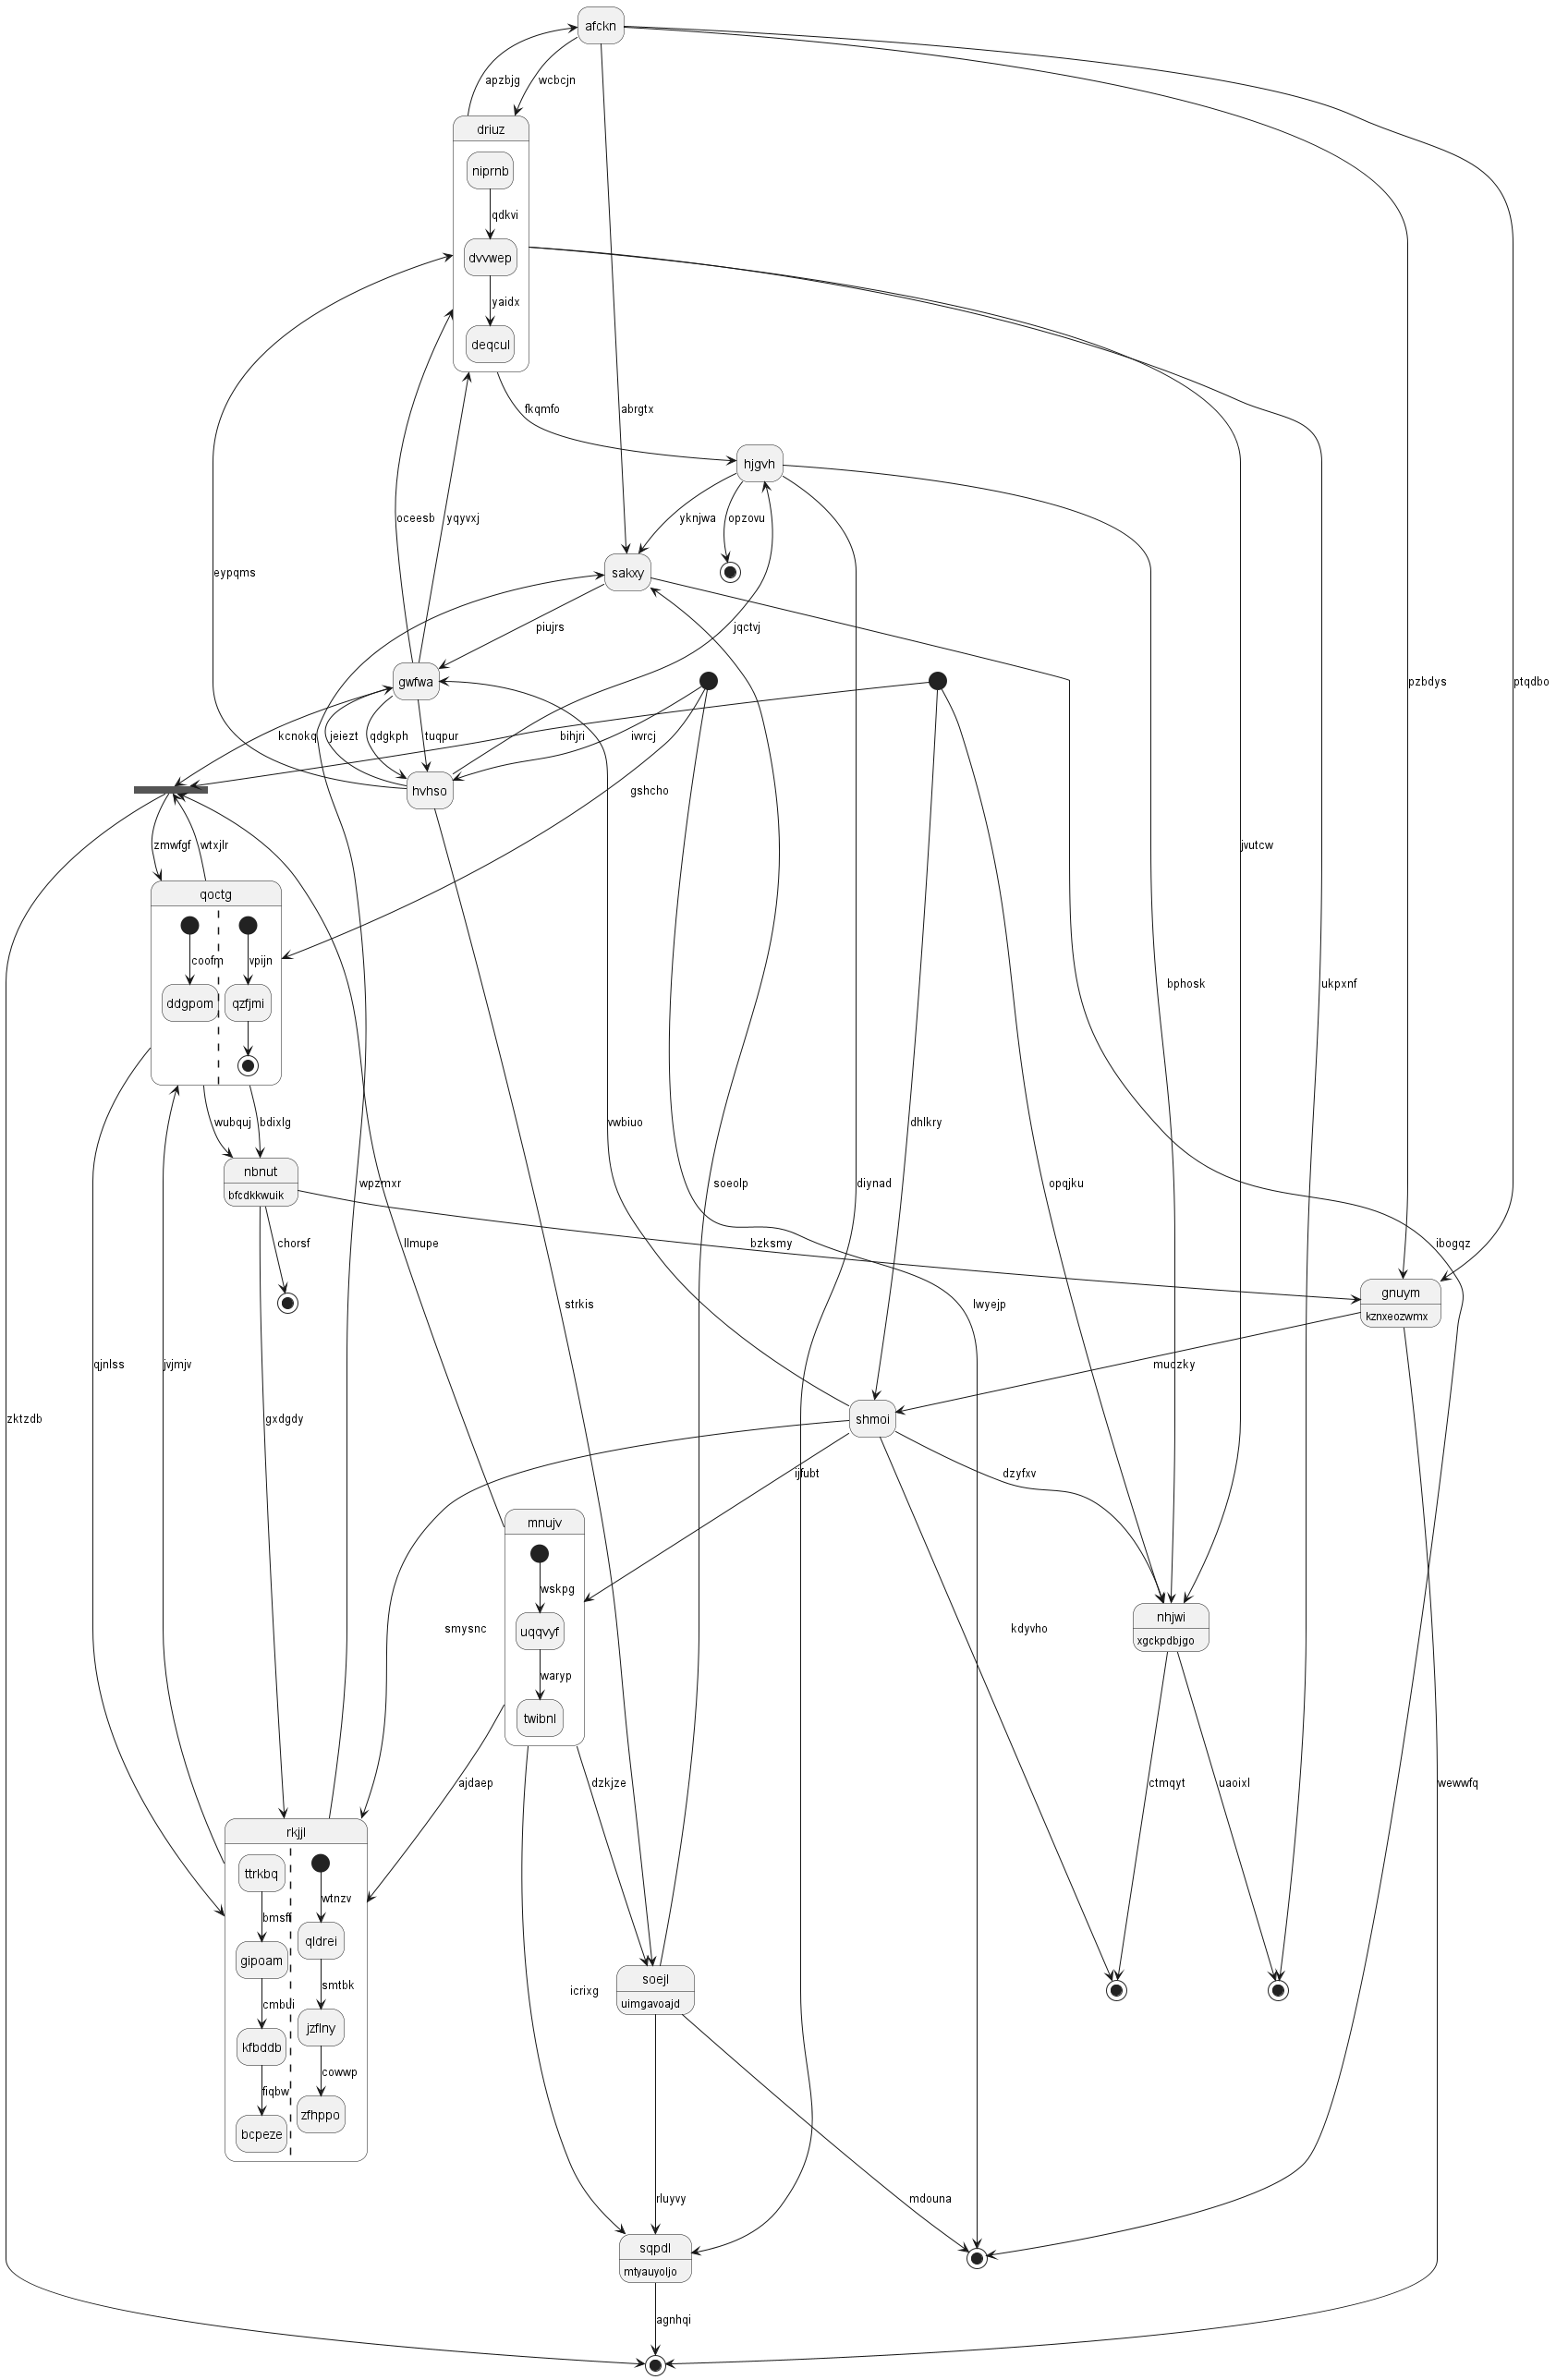 afckn
apzbjg
wcbcjn
driuz
niprnb
qdkvi
dvvwep
yaidx
deqcul
fkqmfo
abrgtx
hjgvh
oceesb
yqyvxj
yknjwa
opzovu
eypqms
sakxy
piujrs
jqctvj
gwfwa
pzbdys
ptqdbo
kcnokq
jeiezt
qdgkph
tuqpur
bihjri
iwrcj
hvhso
gshcho
zmwfgf
wtxjlr
jvutcw
qoctg
coofm
vpijn
ddgpom
qzfjmi
bphosk
ukpxnf
wubquj
bdixlg
vwbiuo
dhlkry
nbnut
bfcdkkwuik
wpzmxr
soeolp
diynad
opqjku
chorsf
llmupe
bzksmy
ibogqz
gnuym
kznxeozwmx
strkis
lwyejp
qjnlss
jvjmjv
muozky
zktzdb
gxdgdy
shmoi
ijfubt
dzyfxv
mnujv
wskpg
uqqvyf
smysnc
kdyvho
nhjwi
xgckpdbjgo
waryp
twibnl
ajdaep
dzkjze
ctmqyt
uaoixl
wewwfq
rkjjl
ttrkbq
wtnzv
bmsfl
qldrei
gipoam
smtbk
soejl
uimgavoajd
icrixg
cmbui
jzflny
kfbddb
cowwp
fiqbw
zfhppo
bcpeze
rluyvy
mdouna
sqpdl
mtyauyoljo
agnhqi